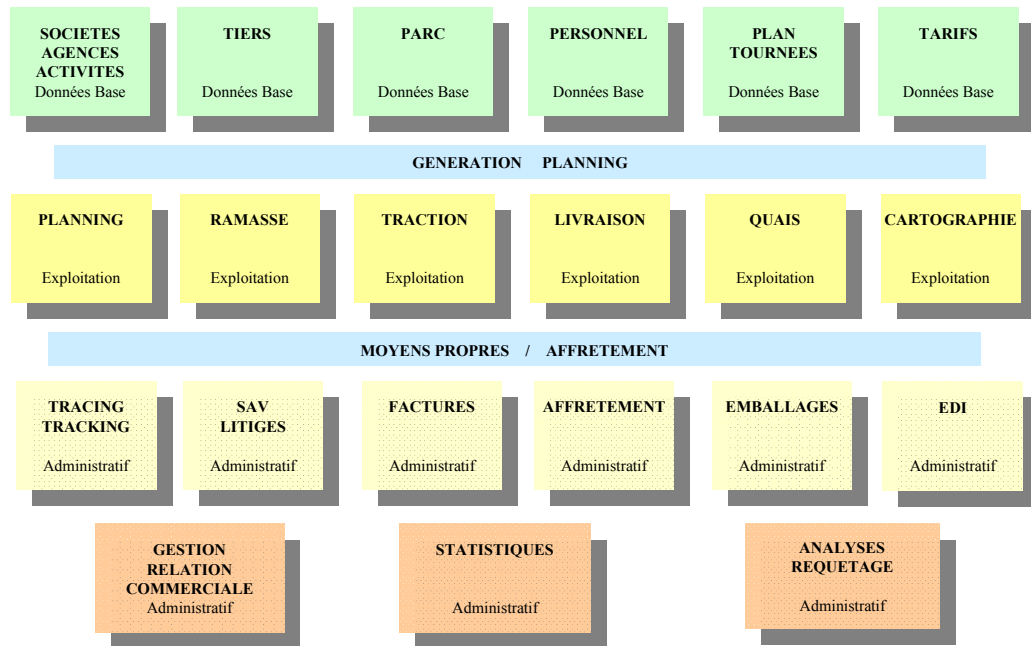 SOCIETES
AGENCES
ACTIVITES
Données Base
TIERS
Données Base
PARC
Données Base
PERSONNEL
Données Base
PLAN
TOURNEES
Données Base
TARIFS
Données Base
GENERATION PLANNING
PLANNING
Exploitation
RAMASSE
Exploitation
TRACTION
Exploitation
LIVRAISON
Exploitation
QUAIS
Exploitation
CARTOGRAPHIE
Exploitation
MOYENS PROPRES / AFFRETEMENT
TRACING
TRACKING
Administratif
SAV
LITIGES
Administratif
FACTURES
Administratif
AFFRETEMENT
Administratif
EMBALLAGES
Administratif
EDI
Administratif
GESTION
RELATION
COMMERCIALE
Administratif
STATISTIQUES
Administratif
ANALYSES
REQUETAGE
Administratif